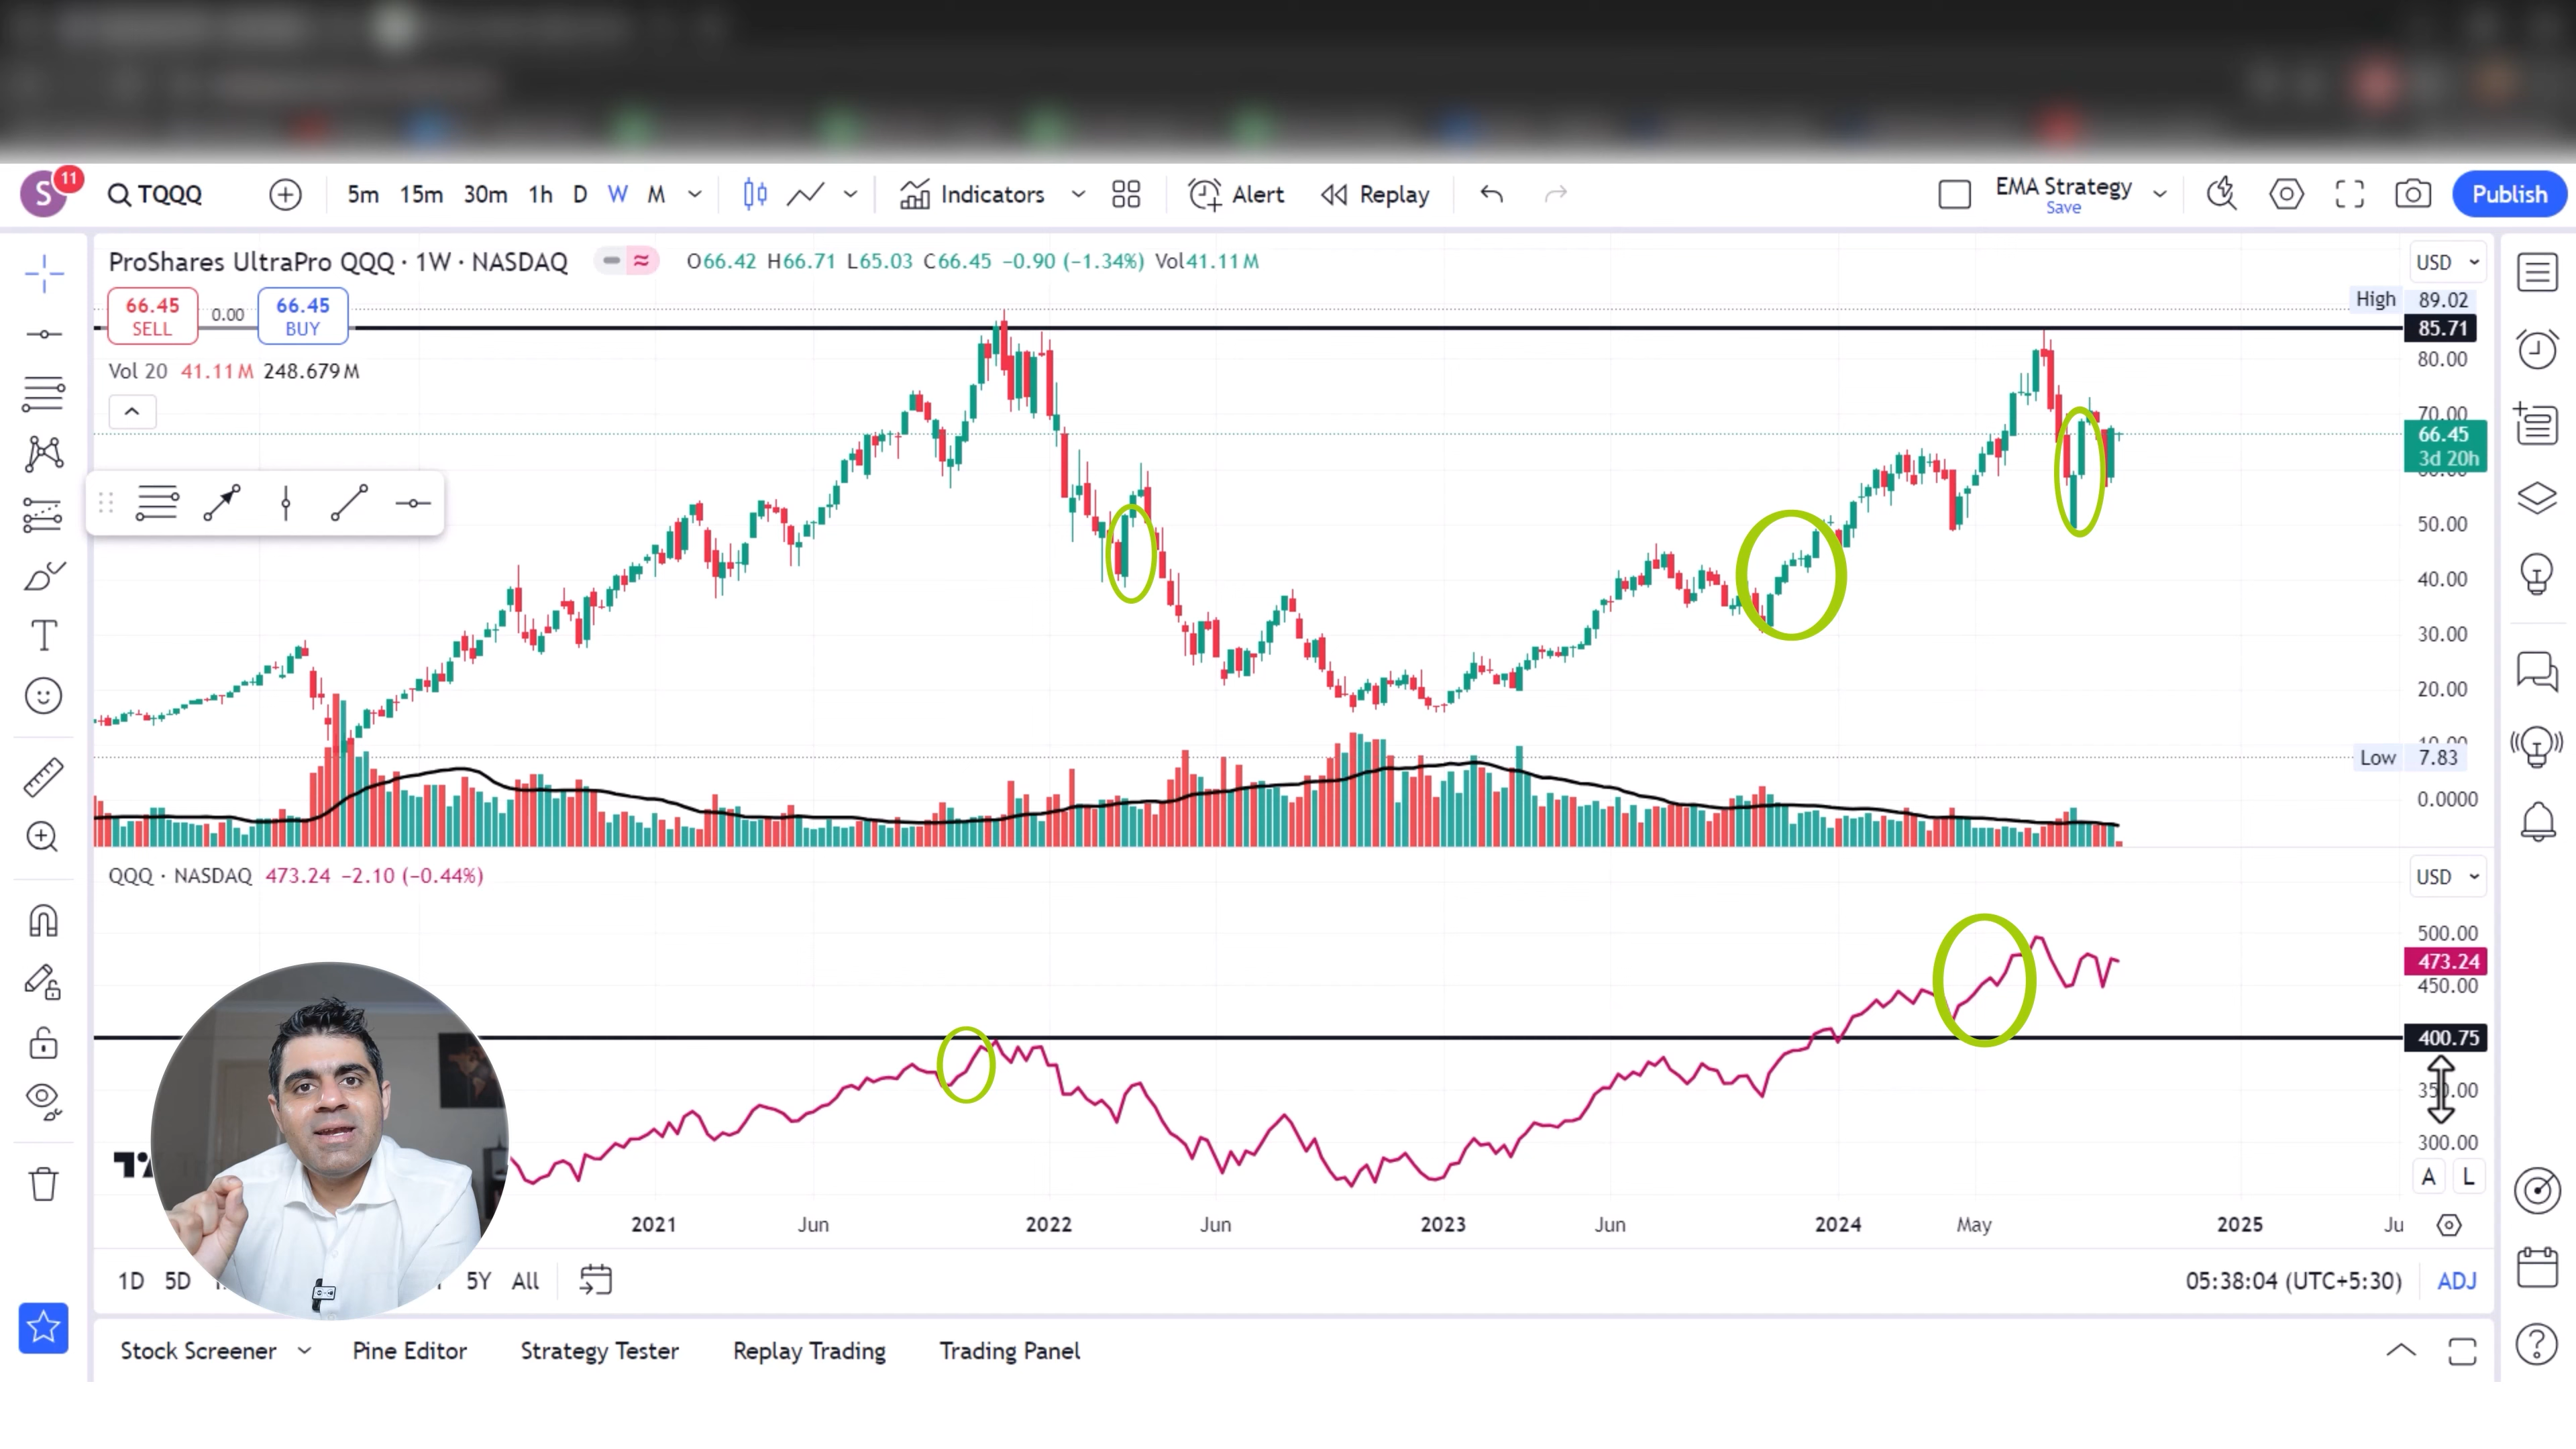 S 11 TQQQ 5m 15m 30m 1h D W M Indicators Alert Replay EMA Strategy Save Publish
ProShares UltraPro QQQ · 1W · NASDAQ O66.42 H66.71 L65.03 C66.45 −0.90 (−1.34%) Vol41.11M USD
66.45 SELL 0.00 66.45 BUY
High 89.02
85.71
Vol 20 41.11M 248.679M
80.00
70.00
66.45
3d 20h
50.00
40.00
30.00
20.00
Low 7.83
0.0000
QQQ · NASDAQ 473.24 −2.10 (−0.44%) USD
500.00
473.24
450.00
400.75
350.00
300.00
A L
2021 Jun 2022 Jun 2023 Jun 2024 May 2025 Ju
1D 5D 5Y All 05:38:04 (UTC+5:30) ADJ
Stock Screener Pine Editor Strategy Tester Replay Trading Trading Panel